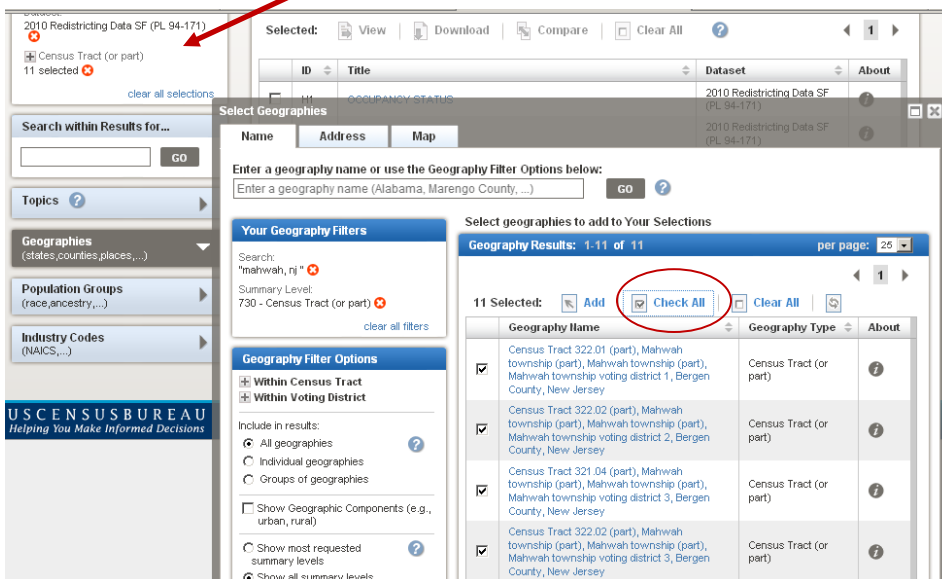 2010 Redistricting Data SF (PL 94-171)
Census Tract (or part)
11 selected
clear all selections
Search within Results for...
GO
Topics
Geographies
(states,counties,places,...)
Population Groups
(race,ancestry,...)
Industry Codes
(NAICS,...)
USCENSUSBUREAU
Helping You Make Informed Decisions
Selected: View | Download | Compare | Clear All
1
ID Title Dataset About
H1 OCCUPANCY STATUS 2010 Redistricting Data SF
(PL 94-171)
2010 Redistricting Data SF
(PL 94-171)
Select Geographies
Name Address Map
Enter a geography name or use the Geography Filter Options below:
Enter a geography name (Alabama, Marengo County, ...) GO
Your Geography Filters
Search:
"mahwah, nj "
Summary Level:
730 - Census Tract (or part)
clear all filters
Geography Filter Options
Within Census Tract
Within Voting District
Include in results:
All geographies
Individual geographies
Groups of geographies
Show Geographic Components (e.g.,
urban, rural)
Show most requested
summary levels
Show all summary levels
Select geographies to add to Your Selections
Geography Results: 1-11 of 11 per page: 25
1
11 Selected: Add Check All Clear All
Geography Name Geography Type About
Census Tract 322.01 (part), Mahwah
township (part), Mahwah township (part),
Mahwah township voting district 1, Bergen
County, New Jersey
Census Tract (or
part)
Census Tract 322.02 (part), Mahwah
township (part), Mahwah township (part),
Mahwah township voting district 2, Bergen
County, New Jersey
Census Tract (or
part)
Census Tract 321.04 (part), Mahwah
township (part), Mahwah township (part),
Mahwah township voting district 3, Bergen
County, New Jersey
Census Tract (or
part)
Census Tract 322.02 (part), Mahwah
township (part), Mahwah township (part),
Mahwah township voting district 3, Bergen
County, New Jersey
Census Tract (or
part)